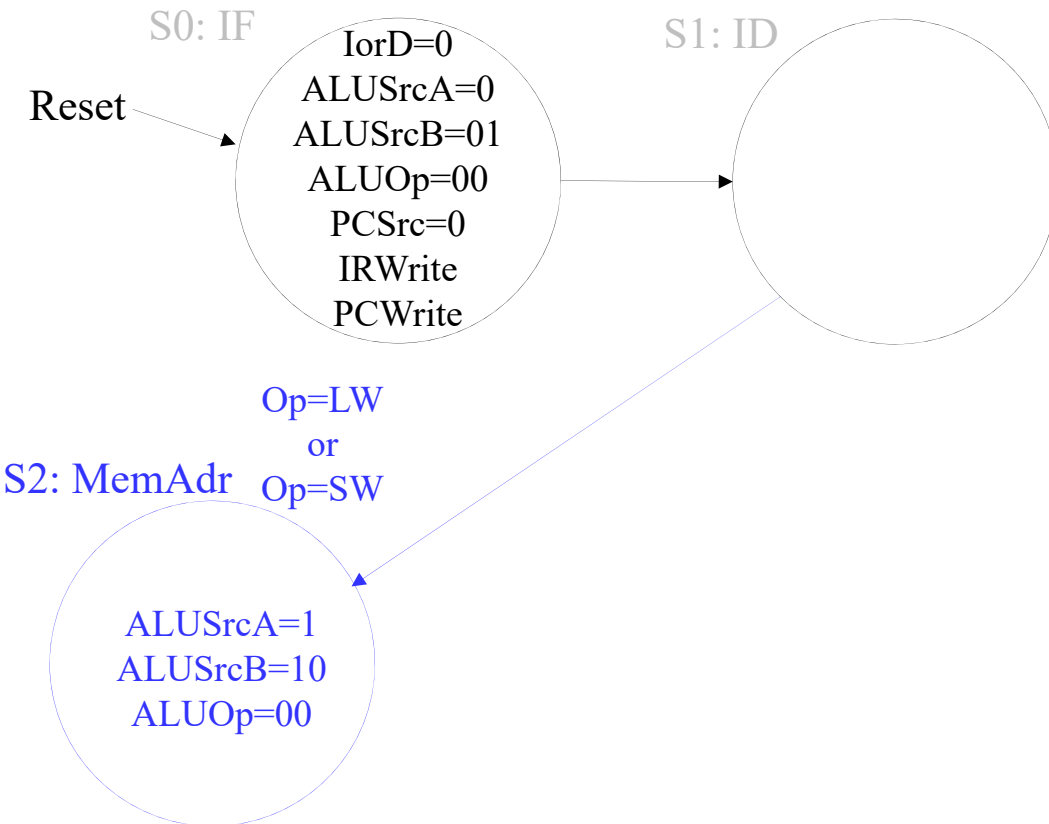 S0: IF
S1: ID
Reset
IorD=0
ALUSrcA=0
ALUSrcB=01
ALUOp=00
PCSrc=0
IRWrite
PCWrite
Op=LW
or
Op=SW
S2: MemAdr
ALUSrcA=1
ALUSrcB=10
ALUOp=00